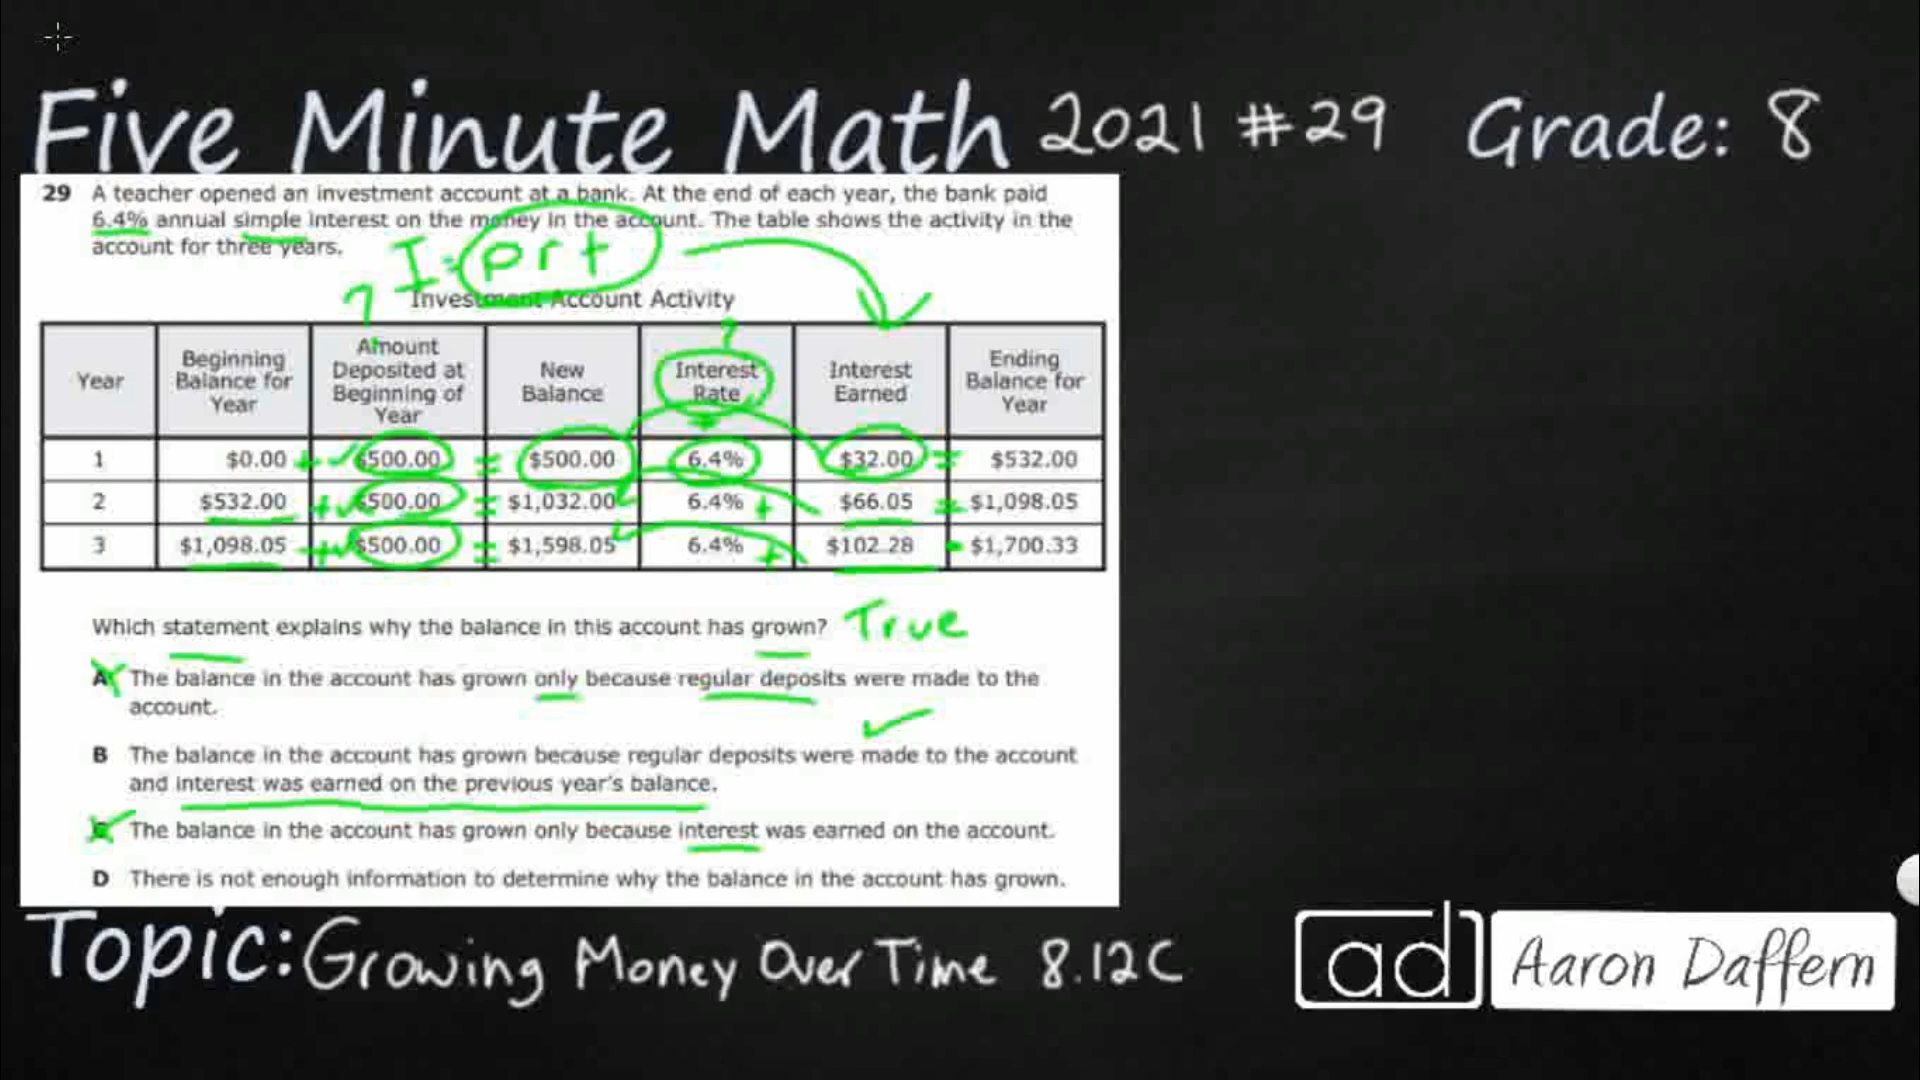 Five Minute Math 2021 #29 Grade: 8
29 A teacher opened an investment account at a bank. At the end of each year, the bank paid
6.4% annual simple interest on the money in the account. The table shows the activity in the
account for three years.
I = prt
?
Investment Account Activity
?
Year Beginning Balance for Year Amount Deposited at Beginning of Year New Balance Interest Rate Interest Earned Ending Balance for Year
1 $0.00 + $500.00 = $500.00 6.4% $32.00 = $532.00
2 $532.00 + $500.00 = $1,032.00 6.4% + $66.05 = $1,098.05
3 $1,098.05 + $500.00 = $1,598.05 6.4% + $102.28 = $1,700.33
Which statement explains why the balance in this account has grown? True
A The balance in the account has grown only because regular deposits were made to the
account.
B The balance in the account has grown because regular deposits were made to the account
and interest was earned on the previous year's balance.
C The balance in the account has grown only because interest was earned on the account.
D There is not enough information to determine why the balance in the account has grown.
Topic: Growing Money Over Time 8.12C
ad Aaron Daffern